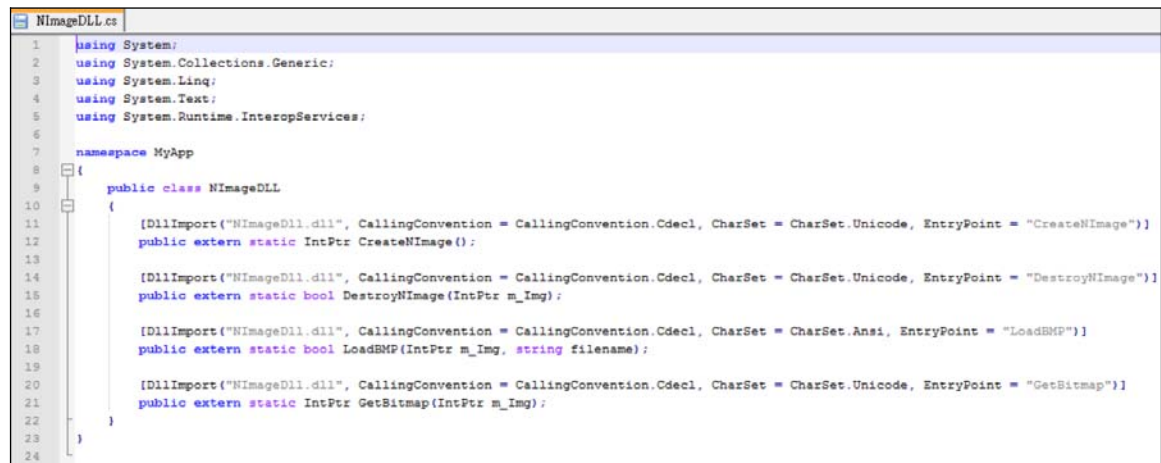 NImageDLL.cs
1 using System;
2 using System.Collections.Generic;
3 using System.Linq;
4 using System.Text;
5 using System.Runtime.InteropServices;
6
7 namespace MyApp
8 {
9 public class NImageDLL
10 {
11 [DllImport("NImageDll.dll", CallingConvention = CallingConvention.Cdecl, CharSet = CharSet.Unicode, EntryPoint = "CreateNImage")]
12 public extern static IntPtr CreateNImage();
13
14 [DllImport("NImageDll.dll", CallingConvention = CallingConvention.Cdecl, CharSet = CharSet.Unicode, EntryPoint = "DestroyNImage")]
15 public extern static bool DestroyNImage(IntPtr m_Img);
16
17 [DllImport("NImageDll.dll", CallingConvention = CallingConvention.Cdecl, CharSet = CharSet.Ansi, EntryPoint = "LoadBMP")]
18 public extern static bool LoadBMP(IntPtr m_Img, string filename);
19
20 [DllImport("NImageDll.dll", CallingConvention = CallingConvention.Cdecl, CharSet = CharSet.Unicode, EntryPoint = "GetBitmap")]
21 public extern static IntPtr GetBitmap(IntPtr m_Img);
22 }
23 }
24